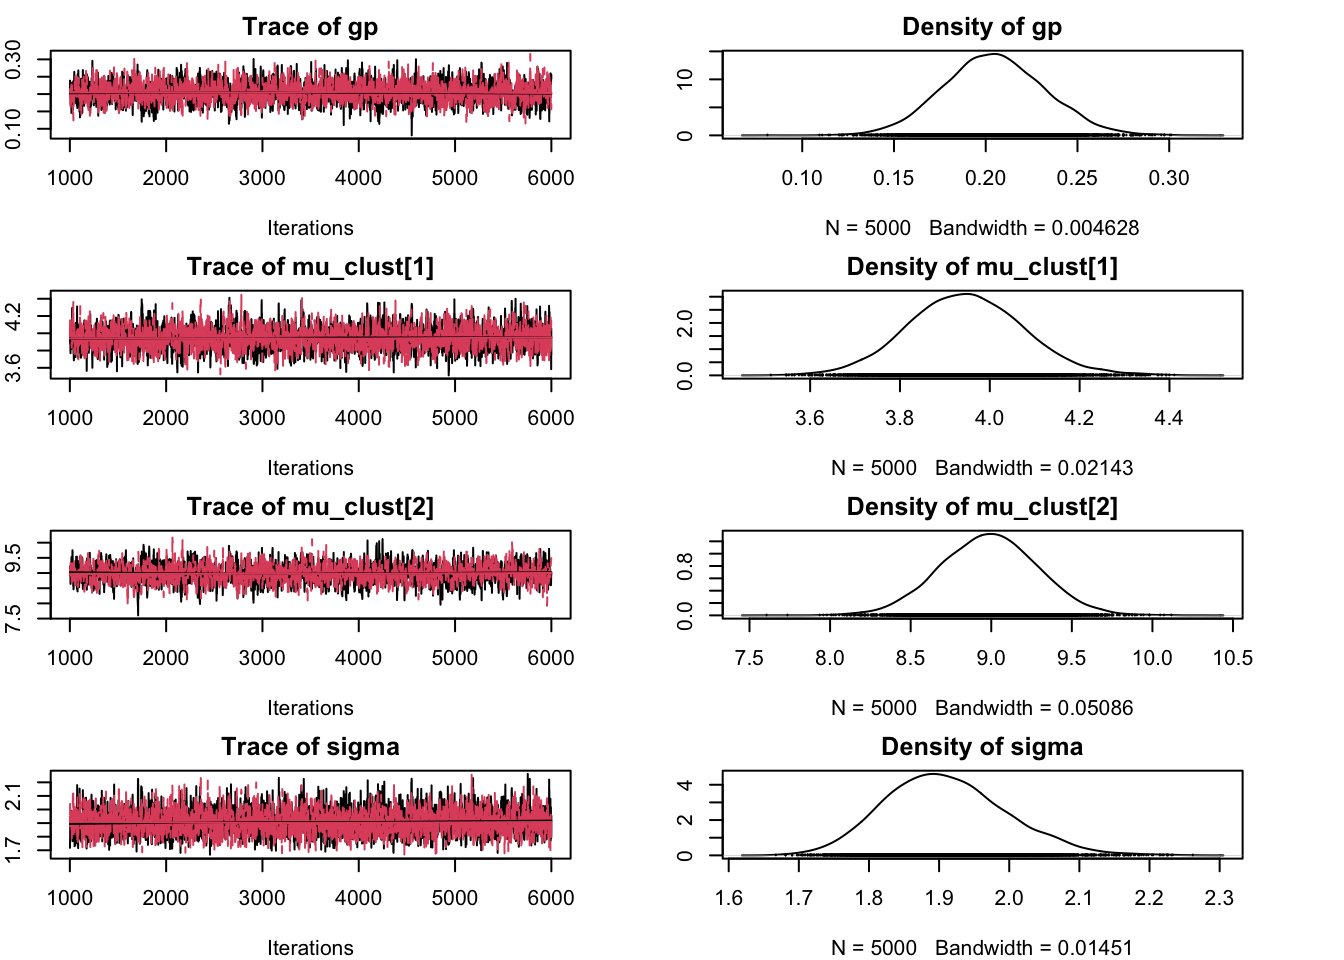 Trace of gp
0.10 0.30
1000 2000 3000 4000 5000 6000
Iterations
Density of gp
0 10
0.10 0.15 0.20 0.25 0.30
N = 5000 Bandwidth = 0.004628
Trace of mu_clust[1]
3.6 4.2
1000 2000 3000 4000 5000 6000
Iterations
Density of mu_clust[1]
0.0 2.0
3.6 3.8 4.0 4.2 4.4
N = 5000 Bandwidth = 0.02143
Trace of mu_clust[2]
7.5 9.5
1000 2000 3000 4000 5000 6000
Iterations
Density of mu_clust[2]
0.0 0.8
7.5 8.0 8.5 9.0 9.5 10.0 10.5
N = 5000 Bandwidth = 0.05086
Trace of sigma
1.7 2.1
1000 2000 3000 4000 5000 6000
Iterations
Density of sigma
0 2 4
1.6 1.7 1.8 1.9 2.0 2.1 2.2 2.3
N = 5000 Bandwidth = 0.01451